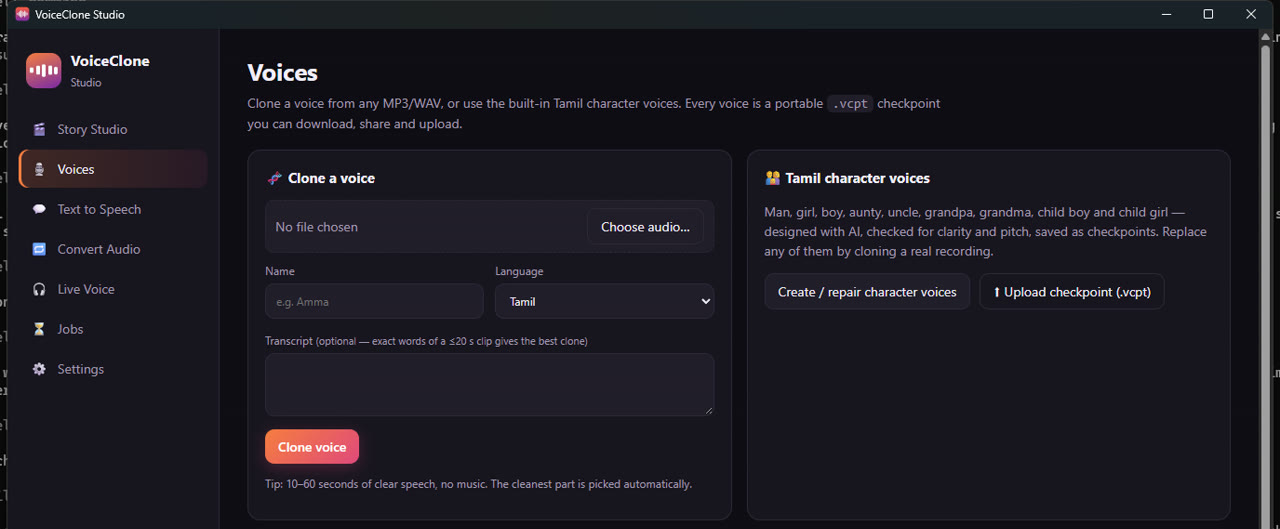 VoiceClone Studio
VoiceClone
Studio
Story Studio
Voices
Text to Speech
Convert Audio
Live Voice
Jobs
Settings
Voices
Clone a voice from any MP3/WAV, or use the built-in Tamil character voices. Every voice is a portable .vcpt checkpoint
you can download, share and upload.
Clone a voice
No file chosen
Choose audio...
Name
Language
e.g. Amma
Tamil
Transcript (optional — exact words of a ≤20 s clip gives the best clone)
Clone voice
Tip: 10–60 seconds of clear speech, no music. The cleanest part is picked automatically.
Tamil character voices
Man, girl, boy, aunty, uncle, grandpa, grandma, child boy and child girl —
designed with AI, checked for clarity and pitch, saved as checkpoints. Replace
any of them by cloning a real recording.
Create / repair character voices
⬆ Upload checkpoint (.vcpt)